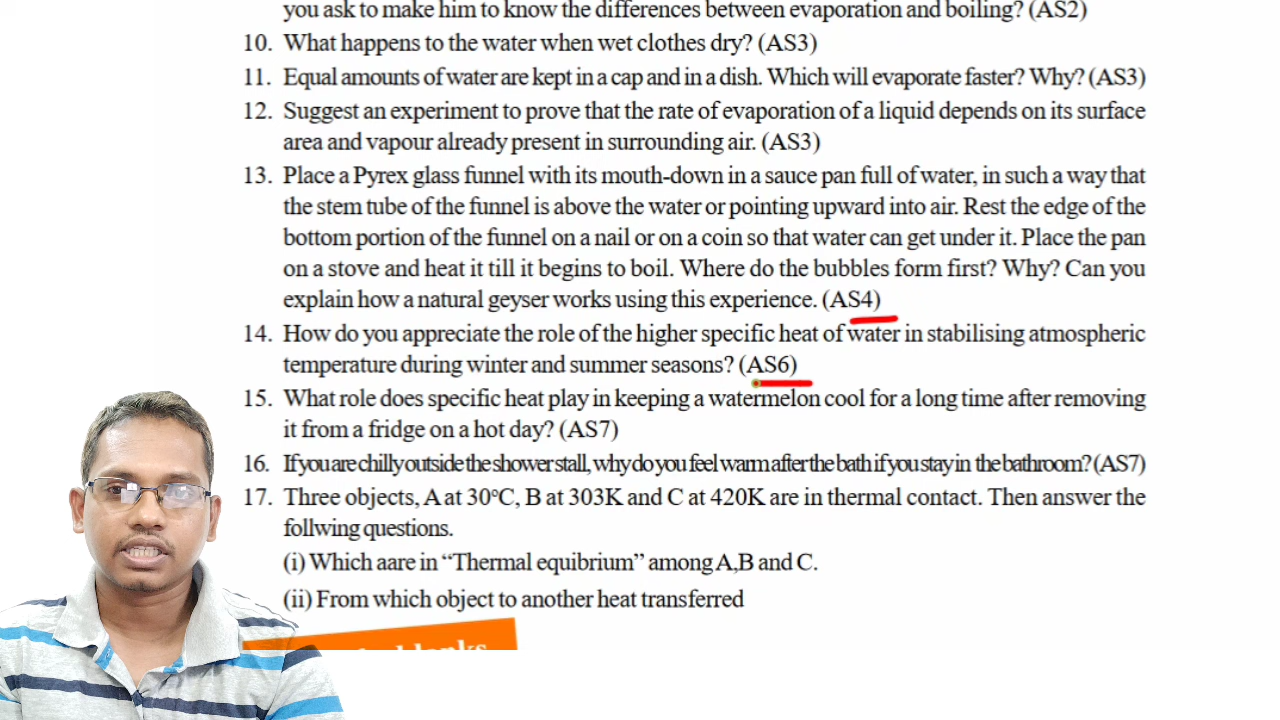 you ask to make him to know the differences between evaporation and boiling? (AS2)
10. What happens to the water when wet clothes dry? (AS3)
11. Equal amounts of water are kept in a cap and in a dish. Which will evaporate faster? Why? (AS3)
12. Suggest an experiment to prove that the rate of evaporation of a liquid depends on its surface
area and vapour already present in surrounding air. (AS3)
13. Place a Pyrex glass funnel with its mouth-down in a sauce pan full of water, in such a way that
the stem tube of the funnel is above the water or pointing upward into air. Rest the edge of the
bottom portion of the funnel on a nail or on a coin so that water can get under it. Place the pan
on a stove and heat it till it begins to boil. Where do the bubbles form first? Why? Can you
explain how a natural geyser works using this experience. (AS4)
14. How do you appreciate the role of the higher specific heat of water in stabilising atmospheric
temperature during winter and summer seasons? (AS6)
15. What role does specific heat play in keeping a watermelon cool for a long time after removing
it from a fridge on a hot day? (AS7)
16. If you are chilly outside the shower stall, why do you feel warm after the bath if you stay in the bathroom? (AS7)
17. Three objects, A at 30°C, B at 303K and C at 420K are in thermal contact. Then answer the
follwing questions.
(i) Which aare in “Thermal equibrium” among A,B and C.
(ii) From which object to another heat transferred